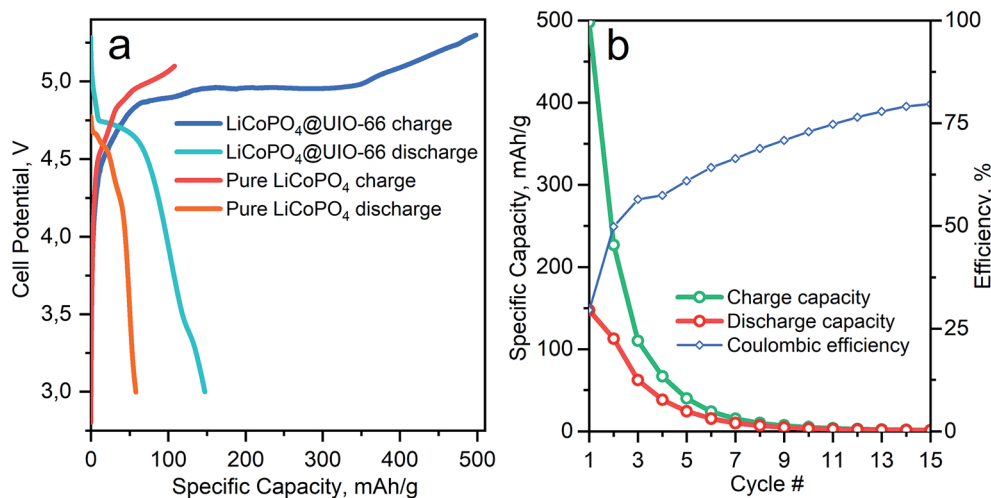 a
5.0
4.5
4.0
3.5
3.0
Cell Potential, V
LiCoPO₄@UIO-66 charge
LiCoPO₄@UIO-66 discharge
Pure LiCoPO₄ charge
Pure LiCoPO₄ discharge
0 100 200 300 400 500
Specific Capacity, mAh/g
b
500
400
300
250
200
150
100
50
0
Specific Capacity, mAh/g
Charge capacity
Discharge capacity
Coulombic efficiency
100
75
50
25
0
Efficiency, %
1 3 5 7 9 11 13 15
Cycle #